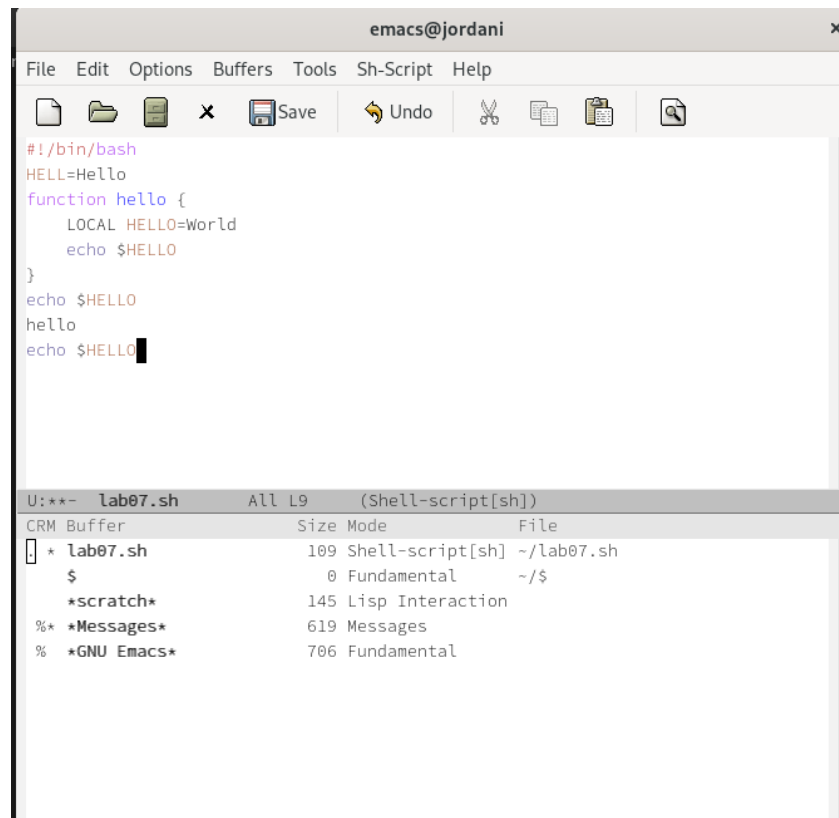 emacs@jordani ×
File Edit Options Buffers Tools Sh-Script Help
Save Undo
#!/bin/bash
HELL=Hello
function hello {
    LOCAL HELLO=World
    echo $HELLO
}
echo $HELLO
hello
echo $HELLO
U:**-  lab07.sh      All L9     (Shell-script[sh])
CRM Buffer                Size Mode             File
. * lab07.sh               109 Shell-script[sh] ~/lab07.sh
    $                        0 Fundamental      ~/$
    *scratch*              145 Lisp Interaction
 %* *Messages*             619 Messages
 %  *GNU Emacs*            706 Fundamental